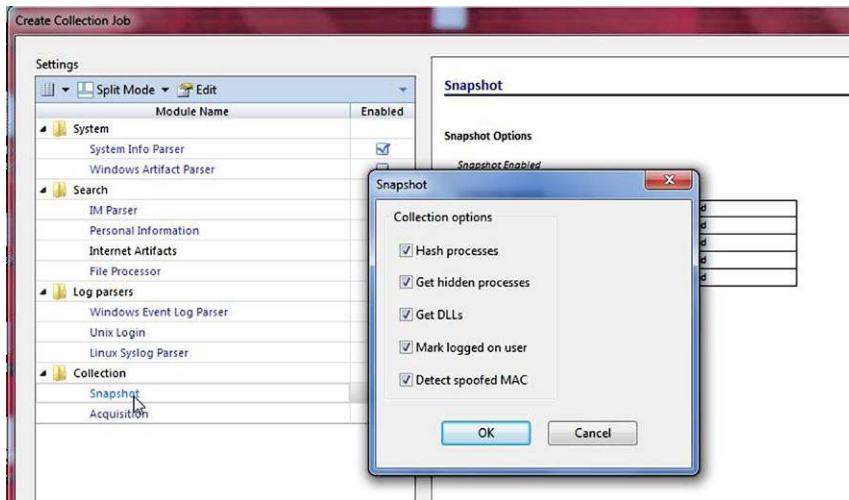 Create Collection Job
Settings
Split Mode Edit
Module Name Enabled
System
System Info Parser
Windows Artifact Parser
Search
IM Parser
Personal Information
Internet Artifacts
File Processor
Log parsers
Windows Event Log Parser
Unix Login
Linux Syslog Parser
Collection
Snapshot
Acquisition
Snapshot
Snapshot Options
Snapshot Enabled
d
d
d
d
d
Snapshot
Collection options
Hash processes
Get hidden processes
Get DLLs
Mark logged on user
Detect spoofed MAC
OK Cancel